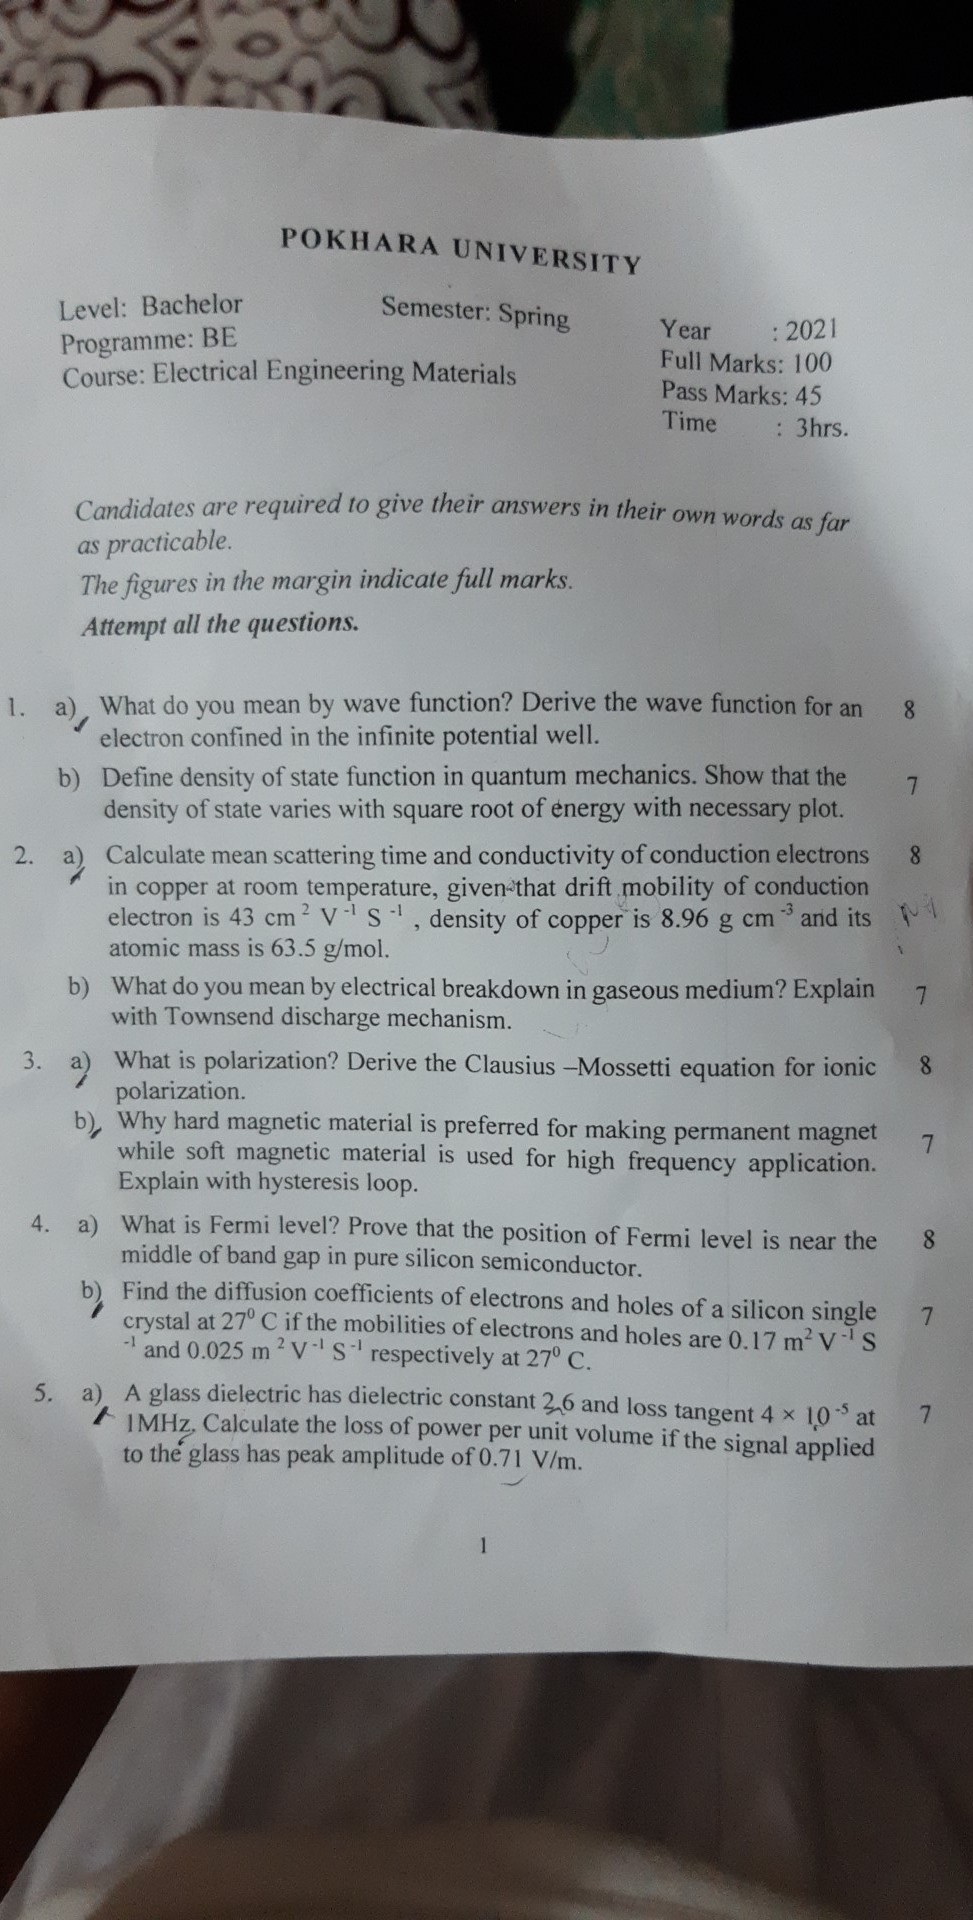 POKHARA UNIVERSITY
Level: Bachelor Semester: Spring Year : 2021
Programme: BE Full Marks: 100
Course: Electrical Engineering Materials Pass Marks: 45
Time : 3hrs.
Candidates are required to give their answers in their own words as far
as practicable.
The figures in the margin indicate full marks.
Attempt all the questions.
1. a) What do you mean by wave function? Derive the wave function for an 8
electron confined in the infinite potential well.
b) Define density of state function in quantum mechanics. Show that the 7
density of state varies with square root of energy with necessary plot.
2. a) Calculate mean scattering time and conductivity of conduction electrons 8
in copper at room temperature, given that drift mobility of conduction
electron is 43 cm² V⁻¹ S⁻¹, density of copper is 8.96 g cm⁻³ and its
atomic mass is 63.5 g/mol.
b) What do you mean by electrical breakdown in gaseous medium? Explain 7
with Townsend discharge mechanism.
3. a) What is polarization? Derive the Clausius –Mossetti equation for ionic 8
polarization.
b) Why hard magnetic material is preferred for making permanent magnet 7
while soft magnetic material is used for high frequency application.
Explain with hysteresis loop.
4. a) What is Fermi level? Prove that the position of Fermi level is near the 8
middle of band gap in pure silicon semiconductor.
b) Find the diffusion coefficients of electrons and holes of a silicon single 7
crystal at 27⁰ C if the mobilities of electrons and holes are 0.17 m² V⁻¹ S
⁻¹ and 0.025 m² V⁻¹ S⁻¹ respectively at 27⁰ C.
5. a) A glass dielectric has dielectric constant 2.6 and loss tangent 4 × 10⁻⁵ at 7
1MHz. Calculate the loss of power per unit volume if the signal applied
to the glass has peak amplitude of 0.71 V/m.
1